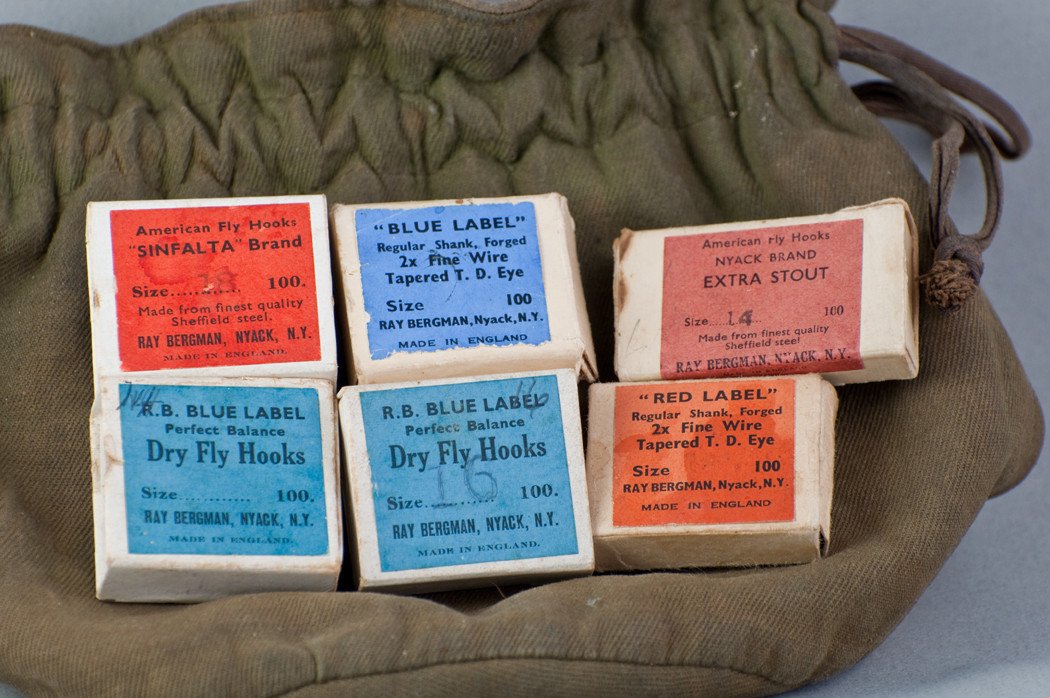 American Fly Hooks
"SINFALTA" Brand
Size............ 100.
Made from finest quality
Sheffield steel.
RAY BERGMAN, NYACK, N.Y.
MADE IN ENGLAND
"BLUE LABEL"
Regular Shank, Forged
2x Fine Wire
Tapered T. D. Eye
Size 100
RAY BERGMAN, Nyack, N.Y.
MADE IN ENGLAND
American Fly Hooks
NYACK BRAND
EXTRA STOUT
Size....14... 100
Made from finest quality
Sheffield steel
RAY BERGMAN, NYACK, N.Y.
R.B. BLUE LABEL
Perfect Balance
Dry Fly Hooks
Size............ 100.
RAY BERGMAN, NYACK, N.Y.
MADE IN ENGLAND.
16
R.B. BLUE LABEL
Perfect Balance
Dry Fly Hooks
Size....16.... 100.
RAY BERGMAN, NYACK, N.Y.
MADE IN ENGLAND.
"RED LABEL"
Regular Shank, Forged
2x Fine Wire
Tapered T. D. Eye
Size 100
RAY BERGMAN, Nyack, N.Y.
MADE IN ENGLAND